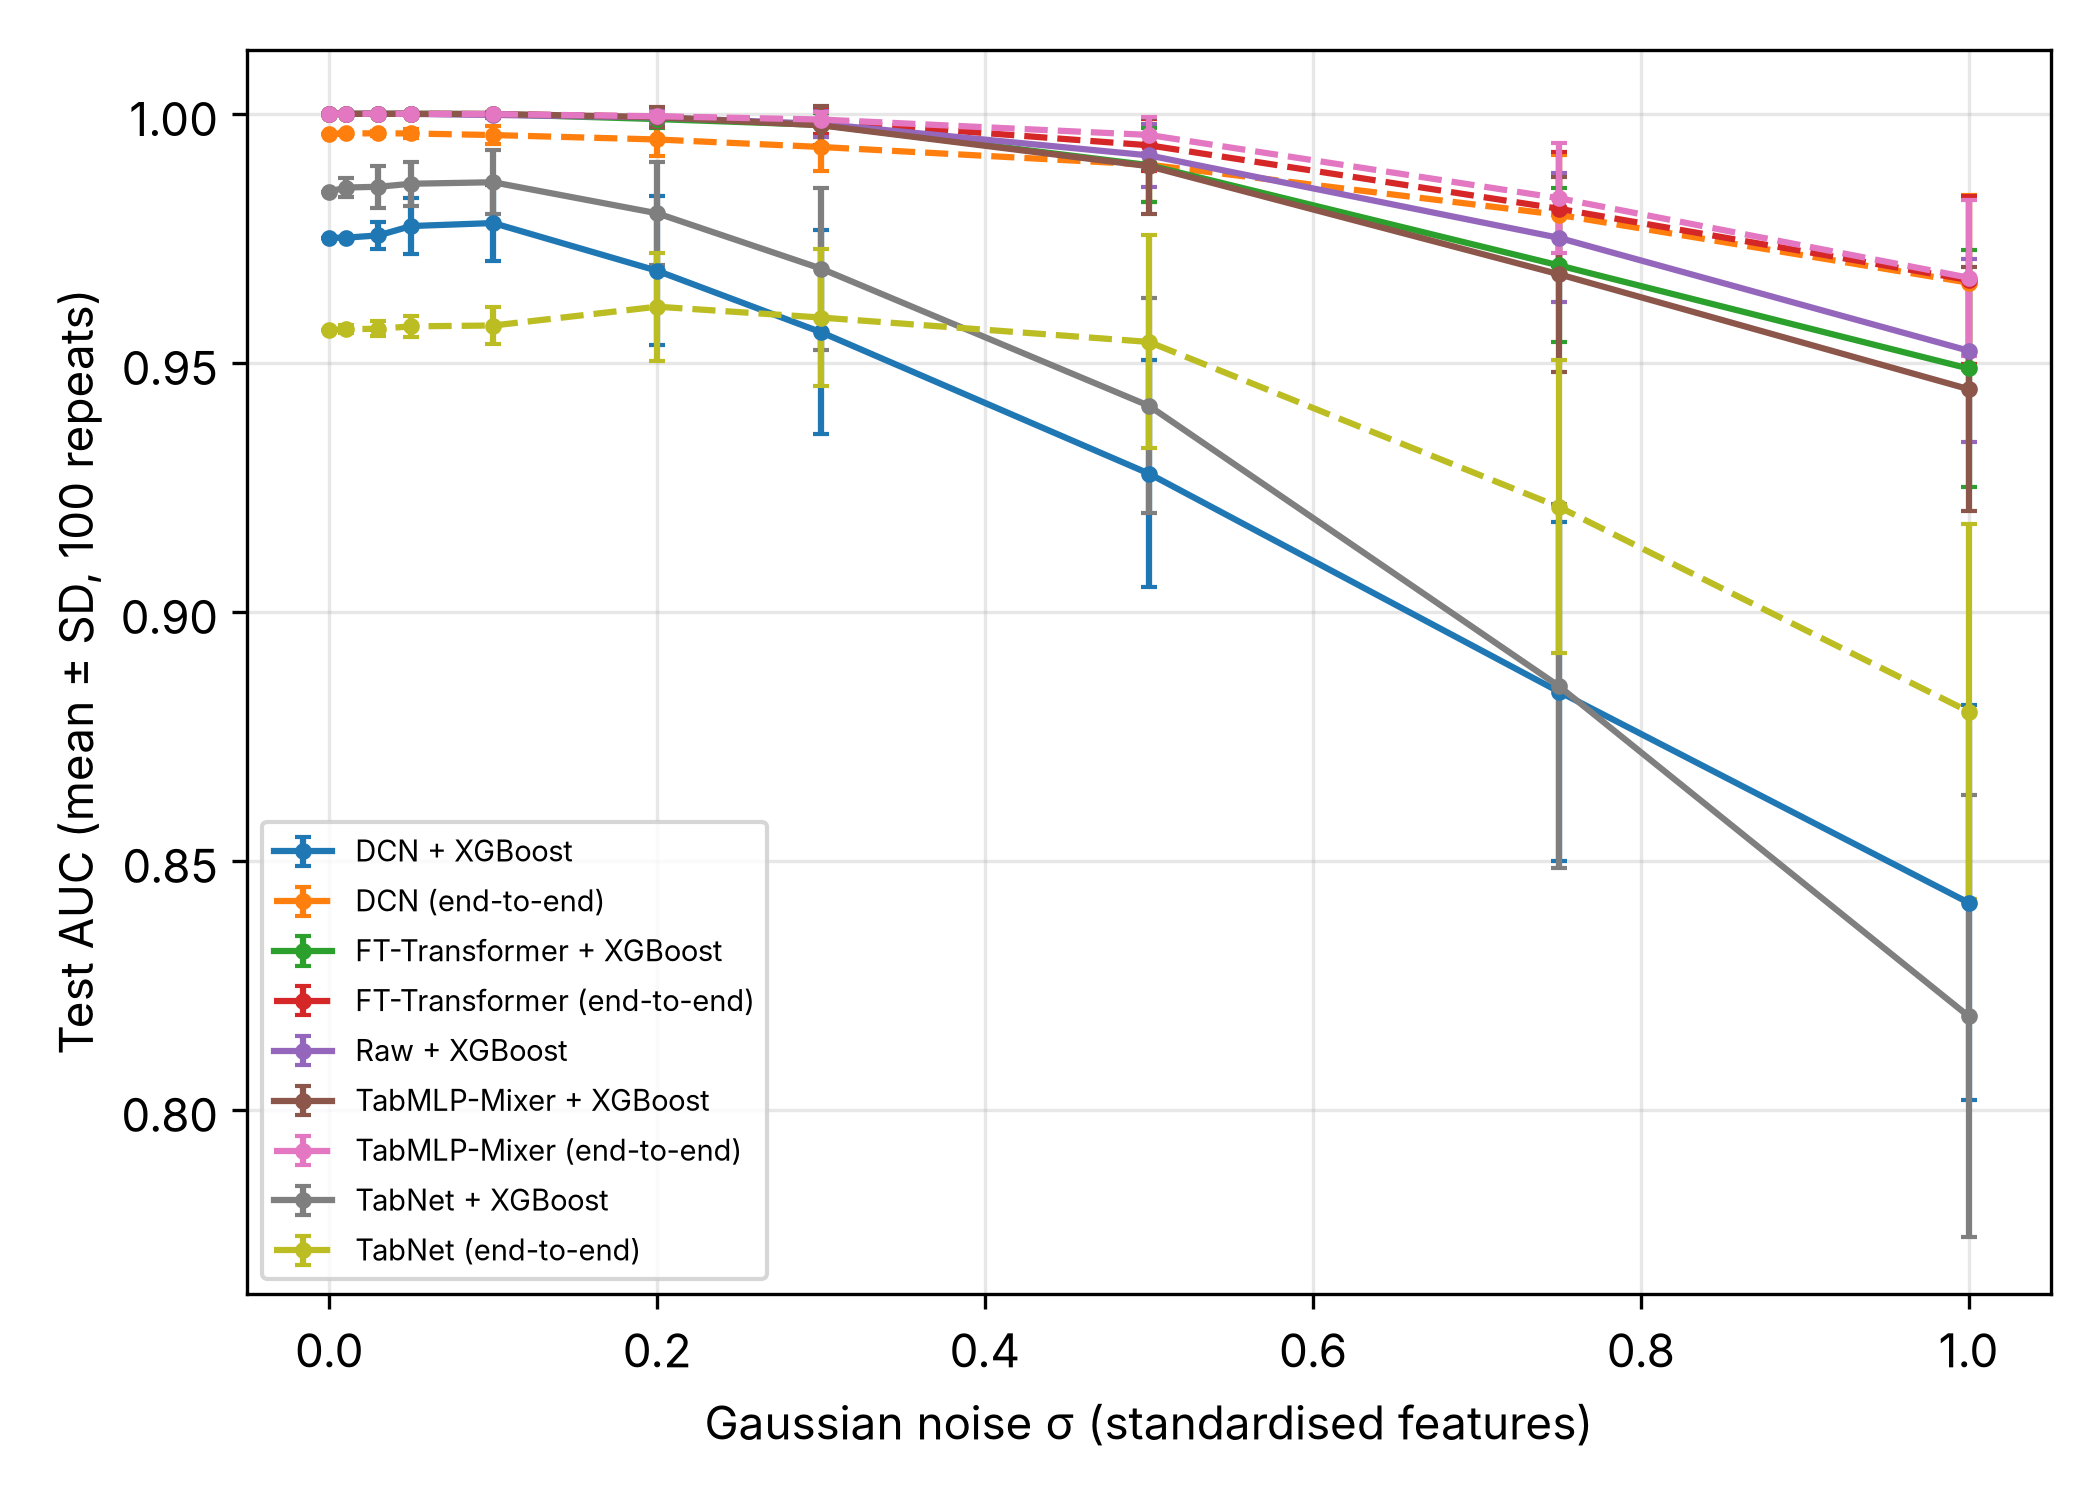 Test AUC (mean ± SD, 100 repeats)
1.00
0.95
0.90
0.85
0.80
DCN + XGBoost
DCN (end-to-end)
FT-Transformer + XGBoost
FT-Transformer (end-to-end)
Raw + XGBoost
TabMLP-Mixer + XGBoost
TabMLP-Mixer (end-to-end)
TabNet + XGBoost
TabNet (end-to-end)
0.0 0.2 0.4 0.6 0.8 1.0
Gaussian noise σ (standardised features)